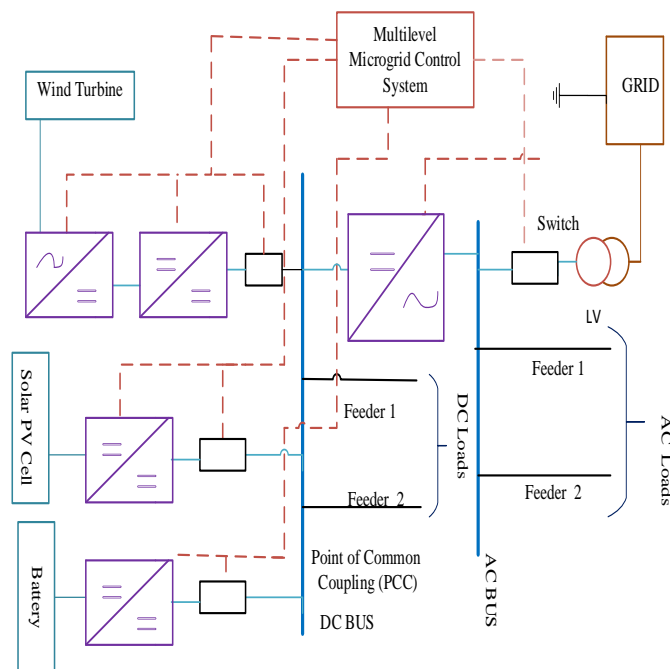 Multilevel
Microgrid Control
System
GRID
Wind Turbine
Switch
LV
Solar PV Cell
Feeder 1
DC Loads
Feeder 1
AC Loads
Feeder 2
Feeder 2
Battery
Point of Common
Coupling (PCC)
DC BUS
AC BUS